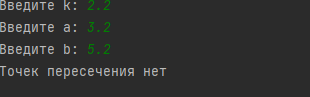 Введите k: 2.2
Введите a: 3.2
Введите b: 5.2
Точек пересечения нет